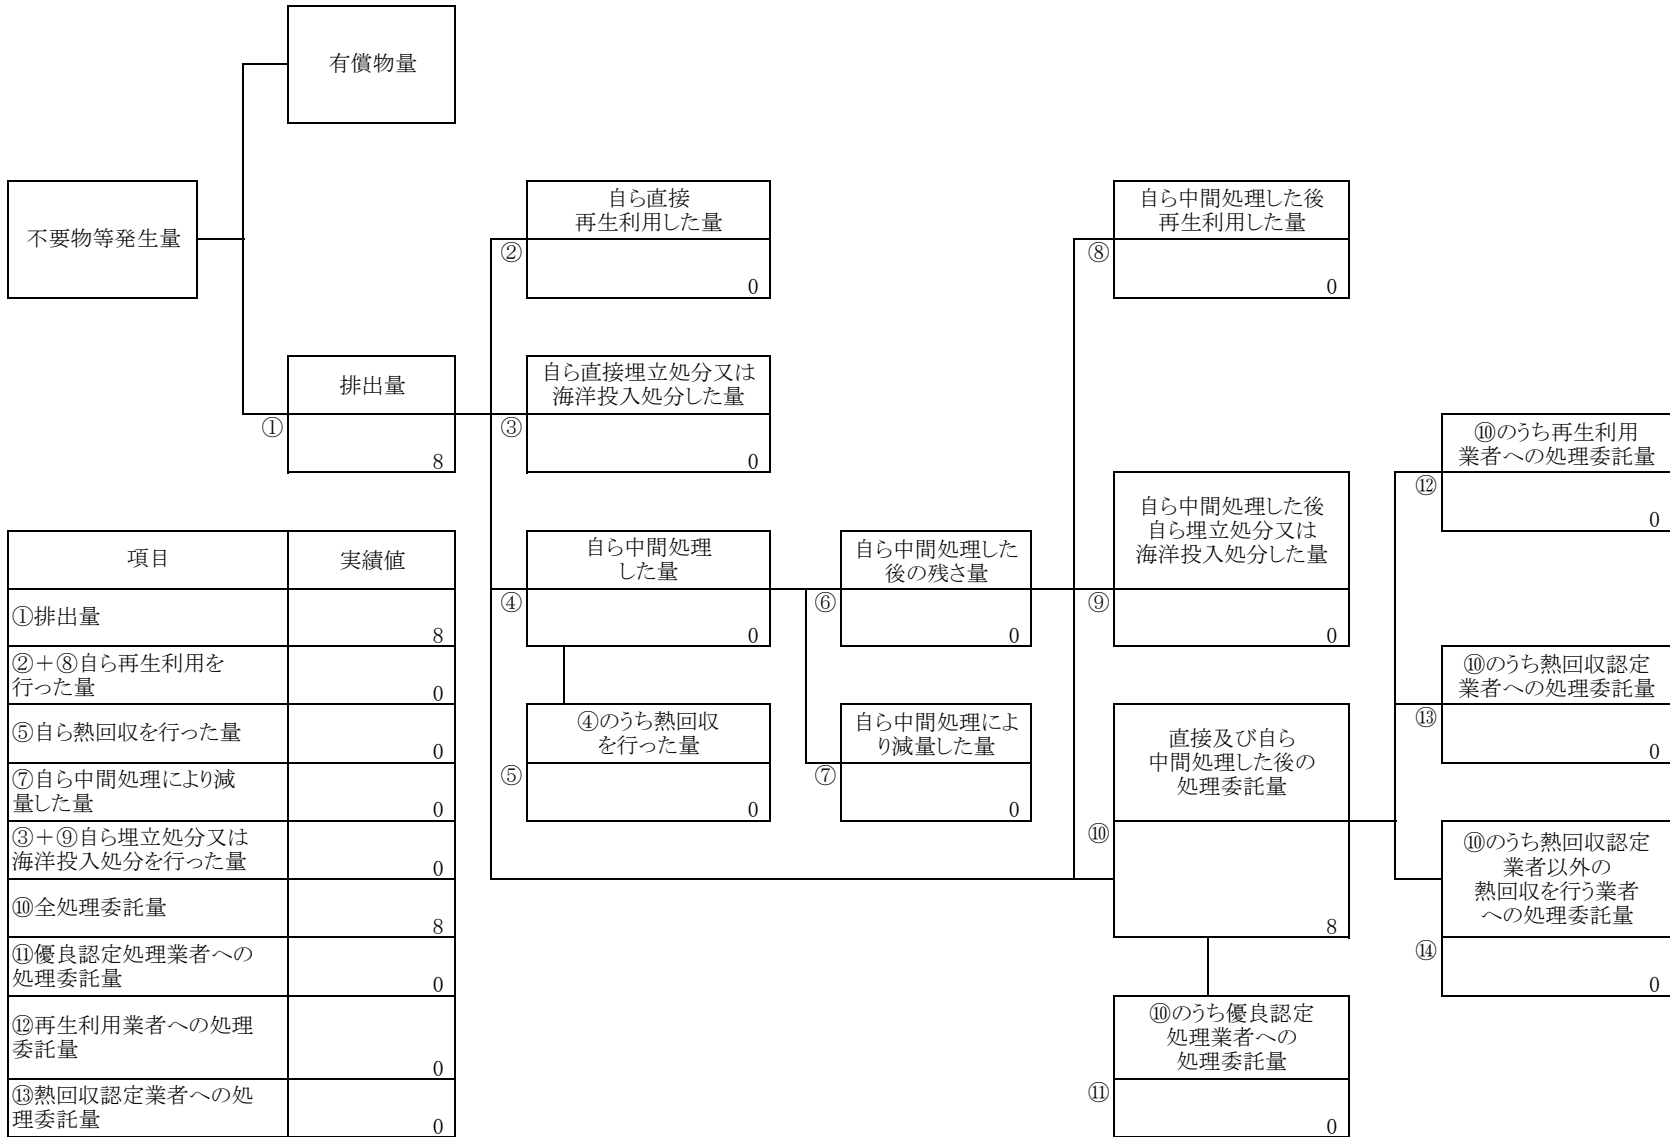 有償物量
不要物等発生量
自ら直接
再生利用した量
②
0
自ら中間処理した後
再生利用した量
⑧
0
排出量
①
8
自ら直接埋立処分又は
海洋投入処分した量
③
0
⑩のうち再生利用
業者への処理委託量
⑫
0
自ら中間処理した後
自ら埋立処分又は
海洋投入処分した量
⑨
0
自ら中間処理
した量
④
0
自ら中間処理した
後の残さ量
⑥
0
⑩のうち熱回収認定
業者への処理委託量
⑬
0
④のうち熱回収
を行った量
⑤
0
自ら中間処理によ
り減量した量
⑦
0
直接及び自ら
中間処理した後の
処理委託量
⑩
8
⑩のうち熱回収認定
業者以外の
熱回収を行う業者
への処理委託量
⑭
0
⑩のうち優良認定
処理業者への
処理委託量
⑪
0
項目 実績値
①排出量
8
②＋⑧自ら再生利用を
行った量
0
⑤自ら熱回収を行った量
0
⑦自ら中間処理により減
量した量
0
③＋⑨自ら埋立処分又は
海洋投入処分を行った量
0
⑩全処理委託量
8
⑪優良認定処理業者への
処理委託量
0
⑫再生利用業者への処理
委託量
0
⑬熱回収認定業者への処
理委託量
0